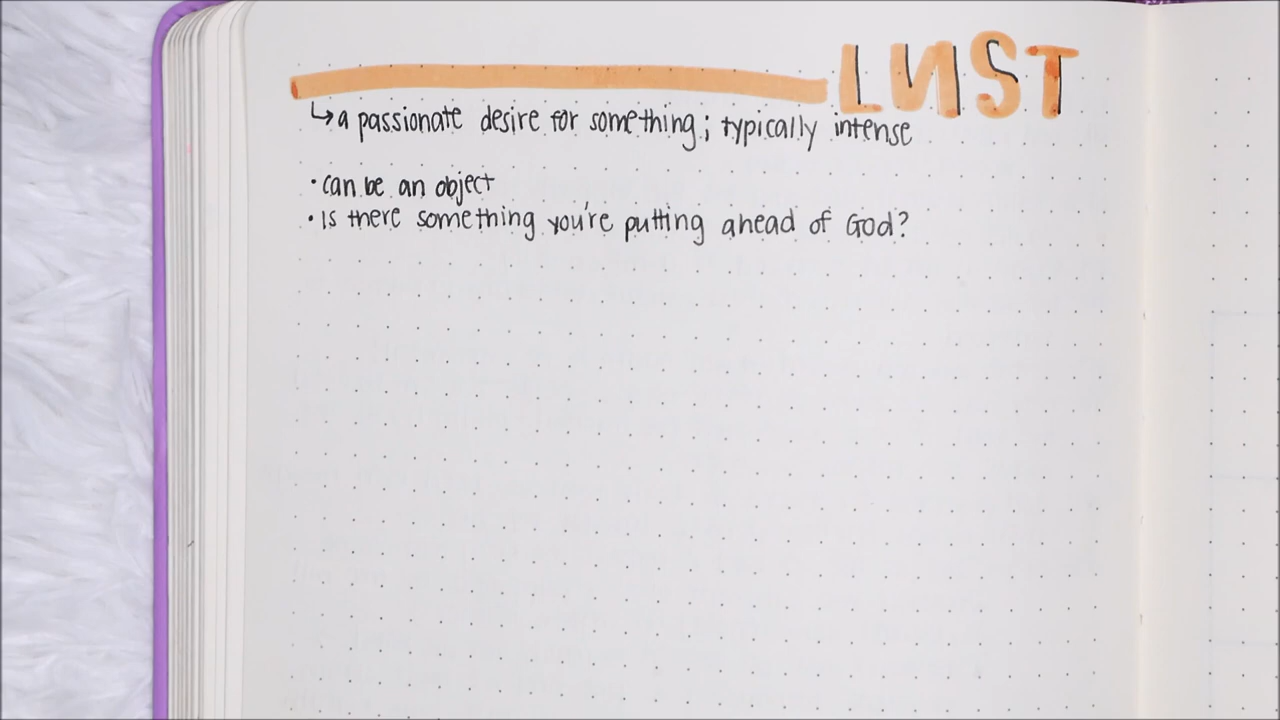 LUST
↳a passionate desire for something; typically intense
•can be an object
•Is there something you're putting ahead of God?